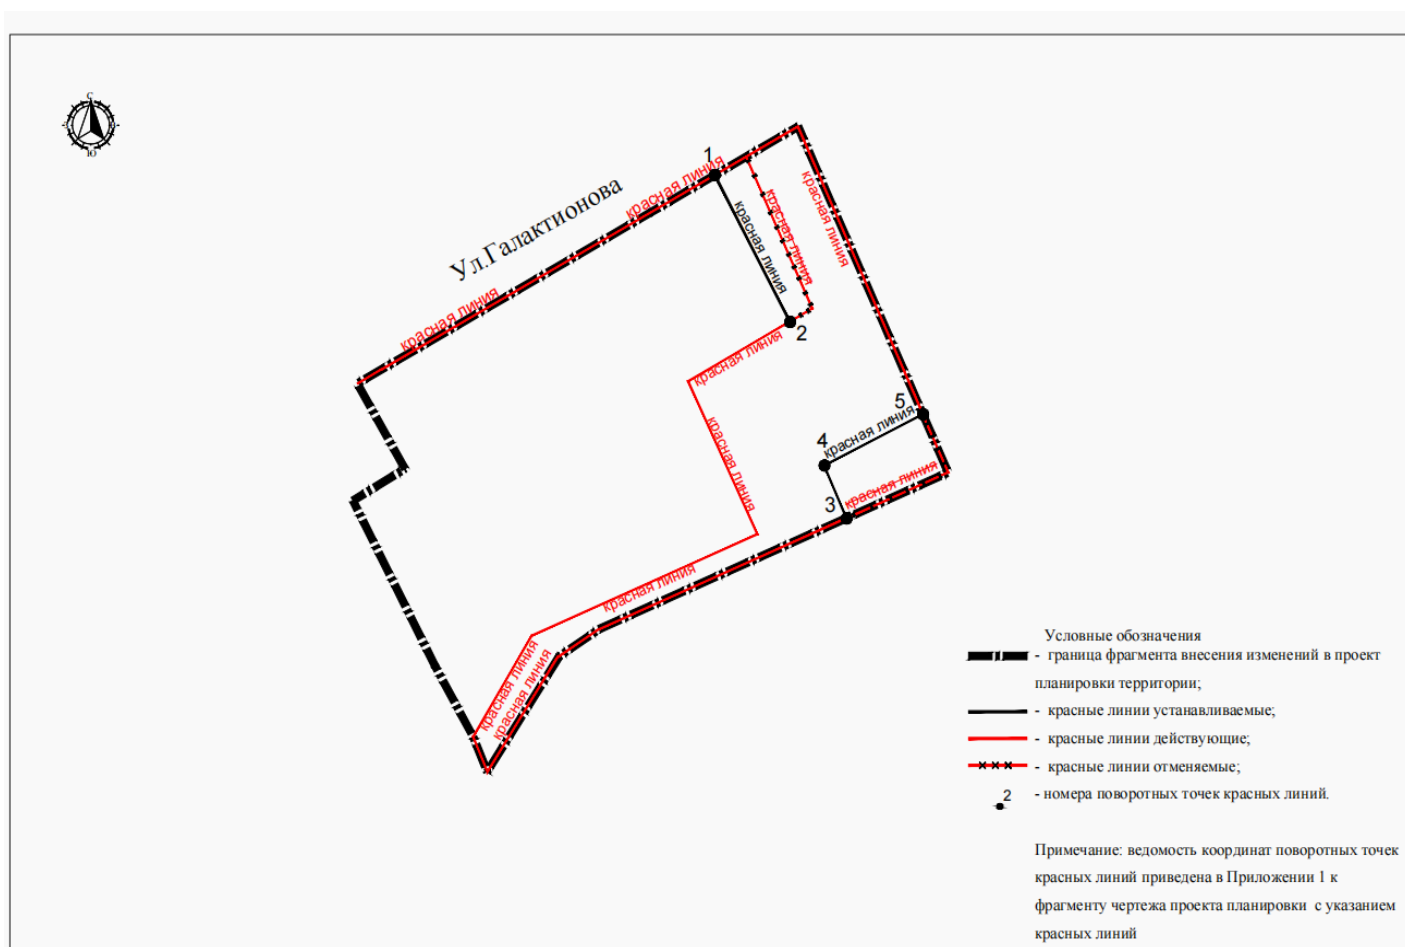 С
Ю
Ул.Галактионова
красная линия
красная линия
1
красная линия
красная линия
красная линия
2
красная линия
красная линия
5
красная линия
4
3
красная линия
красная линия
красная линия
красная линия
Условные обозначения
- граница фрагмента внесения изменений в проект
планировки территории;
- красные линии устанавливаемые;
- красные линии действующие;
- красные линии отменяемые;
2
- номера поворотных точек красных линий.
Примечание: ведомость координат поворотных точек
красных линий приведена в Приложении 1 к
фрагменту чертежа проекта планировки с указанием
красных линий